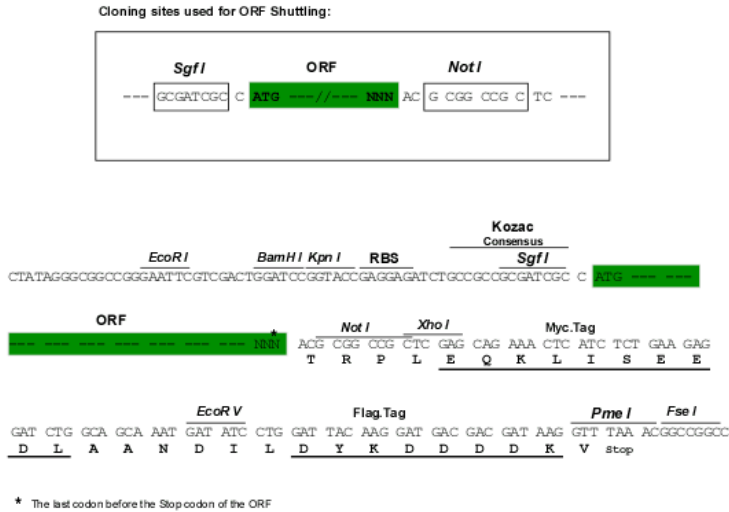 Cloning sites used for ORF Shuttling:
Sgf I ORF Not I
--- GCGATCGC C ATG ---//--- NNN AC G CGG CCG C TC ---
Kozac
Consensus
EcoR I BamH I Kpn I RBS Sgf I
CTATAGGGCGGCCGGGAATTCGTCGACTGGATCCGGTACCGAGGAGATCTGCCGCCGCGATCGC C ATG --- ---
ORF
Not I Xho I Myc.Tag
--- --- --- --- --- --- --- --- --- NNN* ACG CGG CCG CTC GAG CAG AAA CTC ATC TCT GAA GAG
T R P L E Q K L I S E E
EcoR V Flag.Tag Pme I Fse I
GAT CTG GCA GCA AAT GAT ATC CTG GAT TAC AAG GAT GAC GAC GAT AAG GTT TAA ACGGCCGGCC
D L A A N D I L D Y K D D D D K V Stop
* The last codon before the Stop codon of the ORF